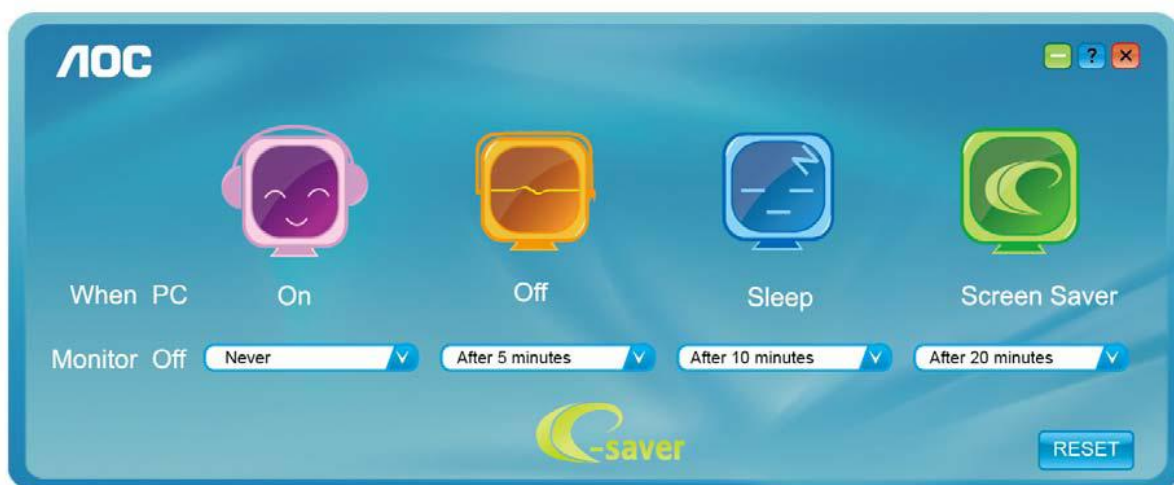 AOC
?
When PC On Off Sleep Screen Saver
Monitor Off Never After 5 minutes After 10 minutes After 20 minutes
e-saver
RESET